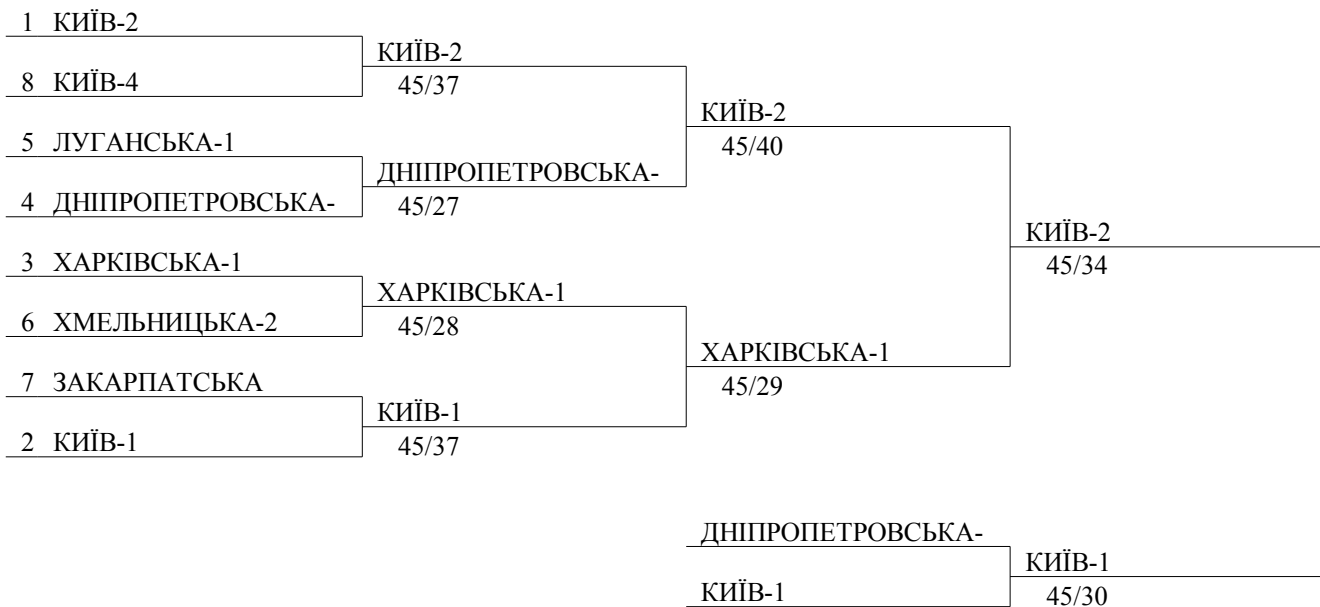 1 КИЇВ-2
КИЇВ-2
8 КИЇВ-4
45/37
КИЇВ-2
5 ЛУГАНСЬКА-1
45/40
ДНІПРОПЕТРОВСЬКА-
4 ДНІПРОПЕТРОВСЬКА-
45/27
КИЇВ-2
3 ХАРКІВСЬКА-1
45/34
ХАРКІВСЬКА-1
6 ХМЕЛЬНИЦЬКА-2
45/28
ХАРКІВСЬКА-1
7 ЗАКАРПАТСЬКА
45/29
КИЇВ-1
2 КИЇВ-1
45/37
ДНІПРОПЕТРОВСЬКА-
КИЇВ-1
КИЇВ-1
45/30